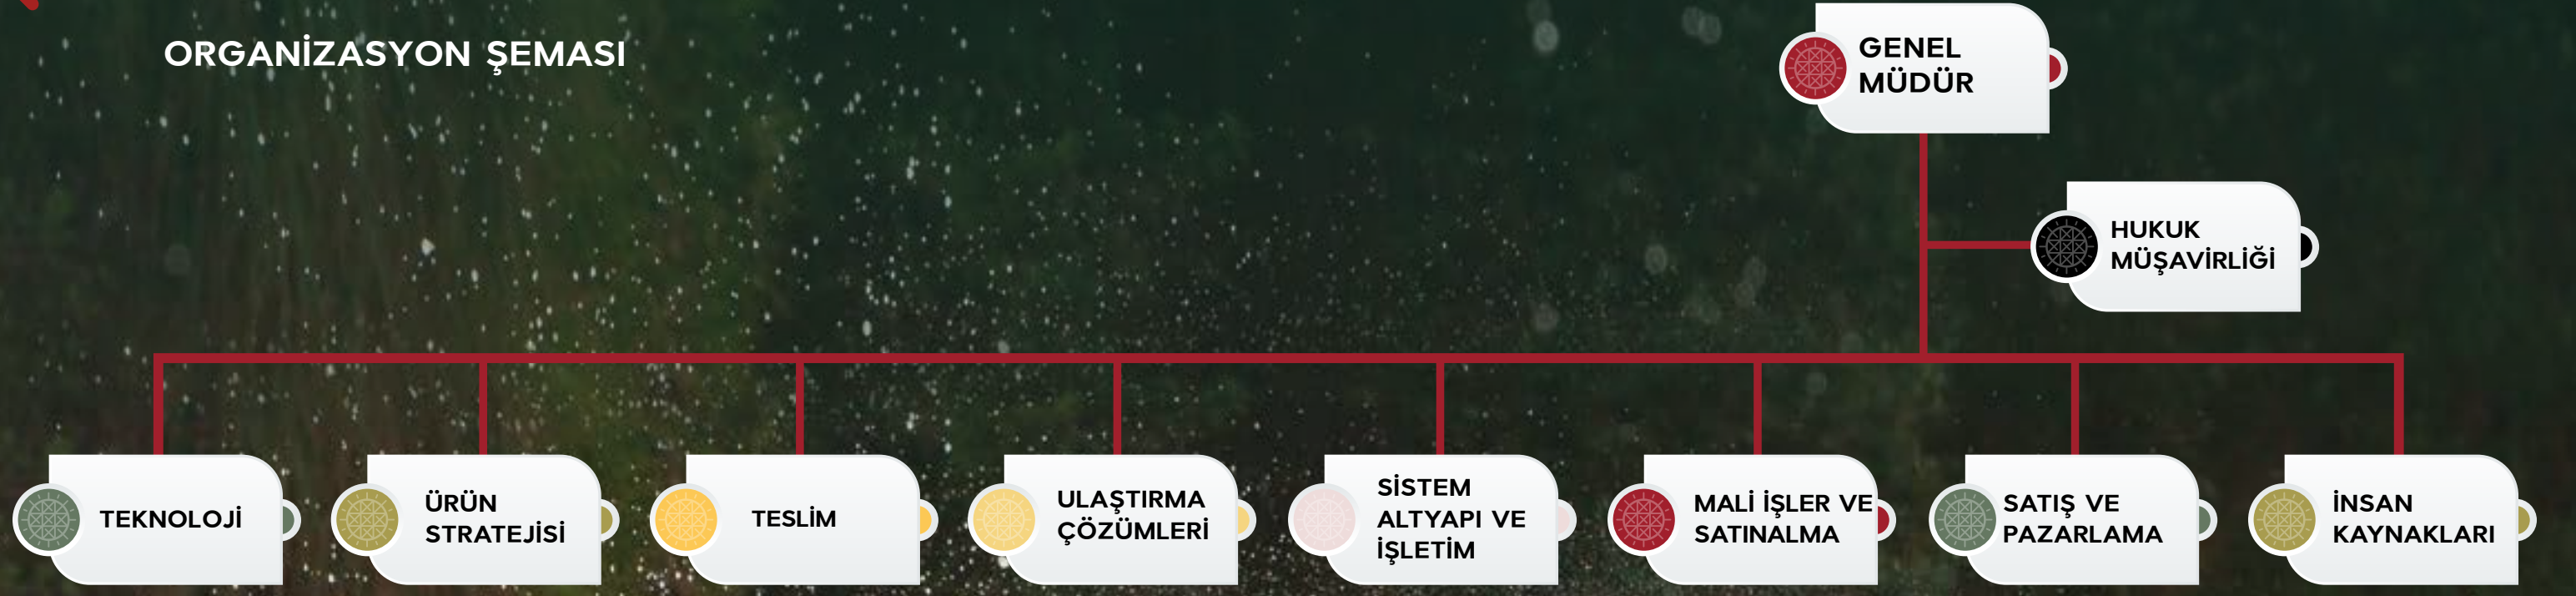 ORGANİZASYON ŞEMASI
GENEL
MÜDÜR
HUKUK
MÜŞAVİRLİĞİ
TEKNOLOJİ
ÜRÜN
STRATEJİSİ
TESLİM
ULAŞTIRMA
ÇÖZÜMLERİ
SİSTEM
ALTYAPI VE
İŞLETİM
MALİ İŞLER VE
SATINALMA
SATIŞ VE
PAZARLAMA
İNSAN
KAYNAKLARI